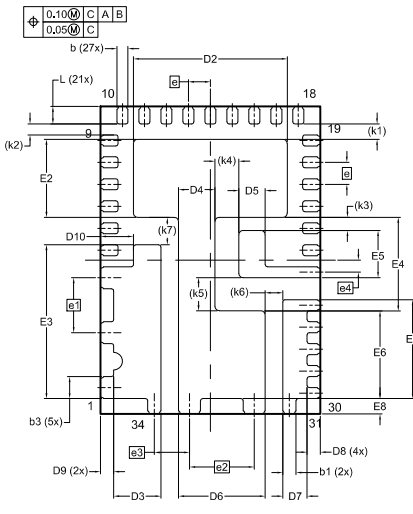 0.10 Ⓜ C A B
0.05 Ⓜ C
b (27x)
D2
L (21x)
e
10
18
19
(k1)
9
(k2)
(k4)
E2
e
D4
D5
(k3)
D10
(k7)
E5
E4
e4
(k5)
(k6)
e1
E3
E6
E
b3 (5x)
1
30
E8
34
31
e3
e2
D8 (4x)
D9 (2x)
b1 (2x)
D3
D6
D7